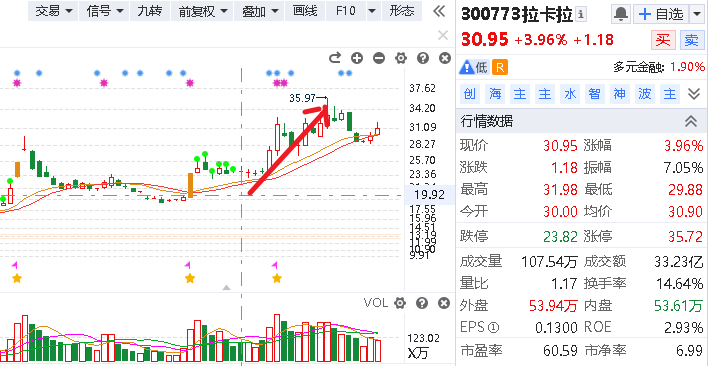 交易 信号 九转 前复权 叠加 画线 F10 形态
300773拉卡拉
30.95 +3.96% +1.18
+自选
买 卖
低 R 多元金融: 1.90%
创 海 主 主 水 智 神 波 主
行情数据
现价 30.95 涨幅 3.96%
涨跌 1.18 振幅 7.05%
最高 31.98 最低 29.88
今开 30.00 均价 30.90
跌停 23.82 涨停 35.72
成交量 107.54万 成交额 33.23亿
量比 1.17 换手率 14.64%
外盘 53.94万 内盘 53.61万
EPS① 0.1300 ROE 2.93%
市盈率 60.59 市净率 6.99
35.97
37.62
34.20
31.09
28.27
25.70
23.36
19.92
17.55
15.96
14.51
13.19
11.99
10.90
9.91
VOL
123.02
X万